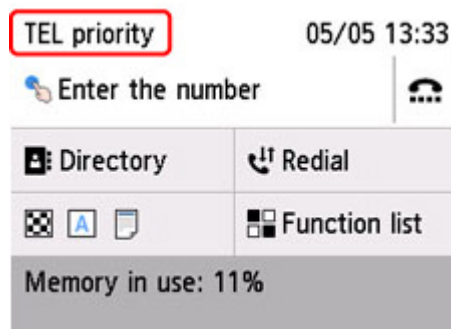 TEL priority 05/05 13:33
Enter the number
Directory Redial
A Function list
Memory in use: 11%